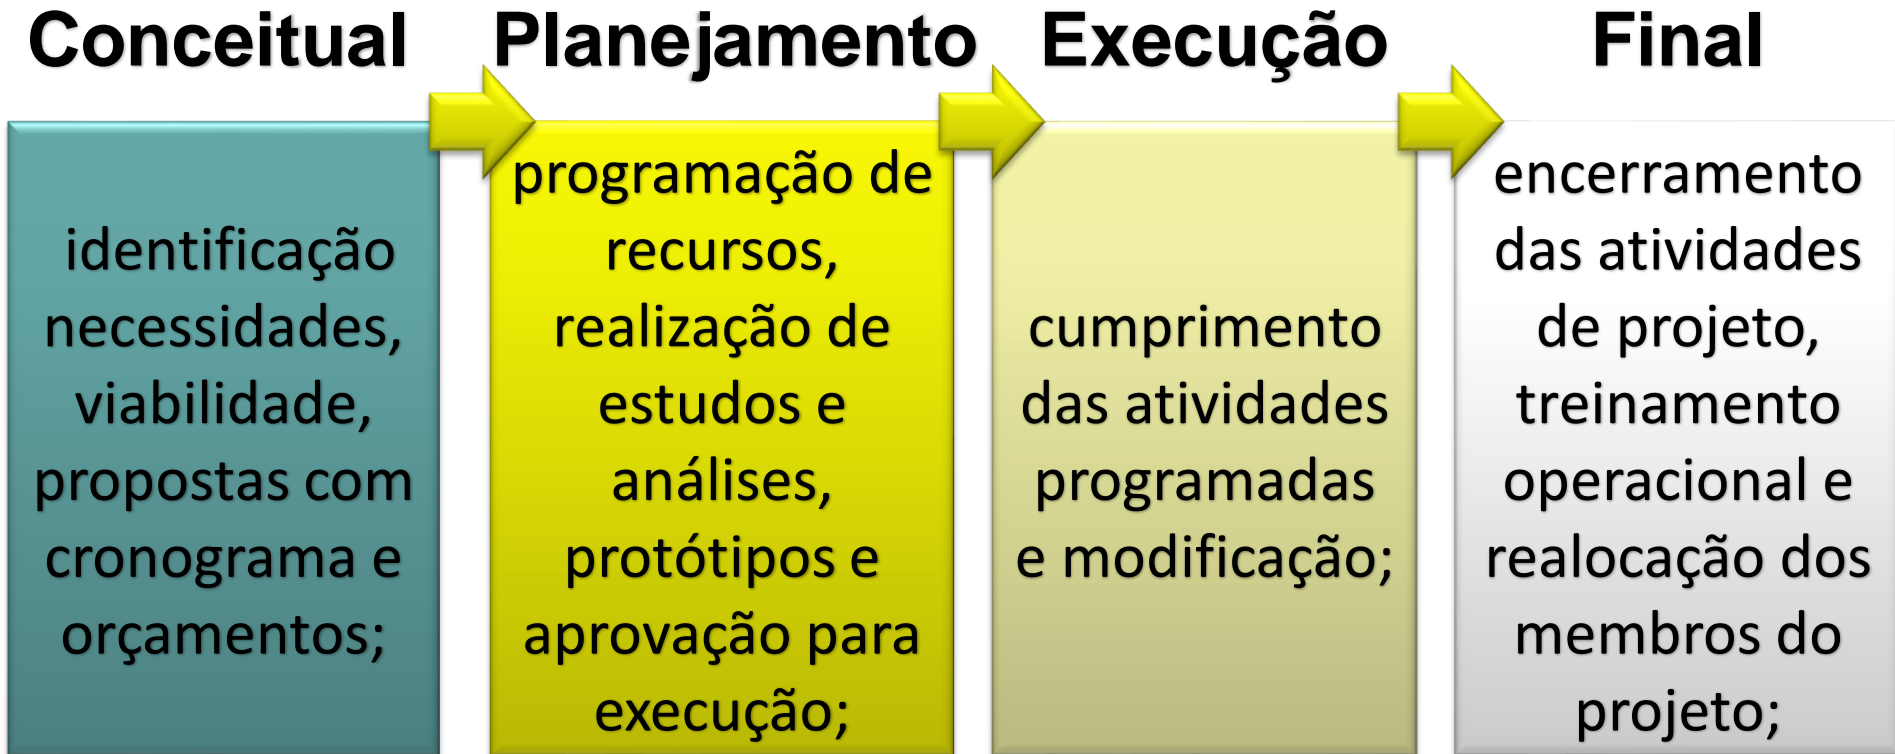 Conceitual
identificação
necessidades,
viabilidade,
propostas com
cronograma e
orçamentos;
Planejamento
programação de
recursos,
realização de
estudos e
análises,
protótipos e
aprovação para
execução;
Execução
cumprimento
das atividades
programadas
e modificação;
Final
encerramento
das atividades
de projeto,
treinamento
operacional e
realocação dos
membros do
projeto;